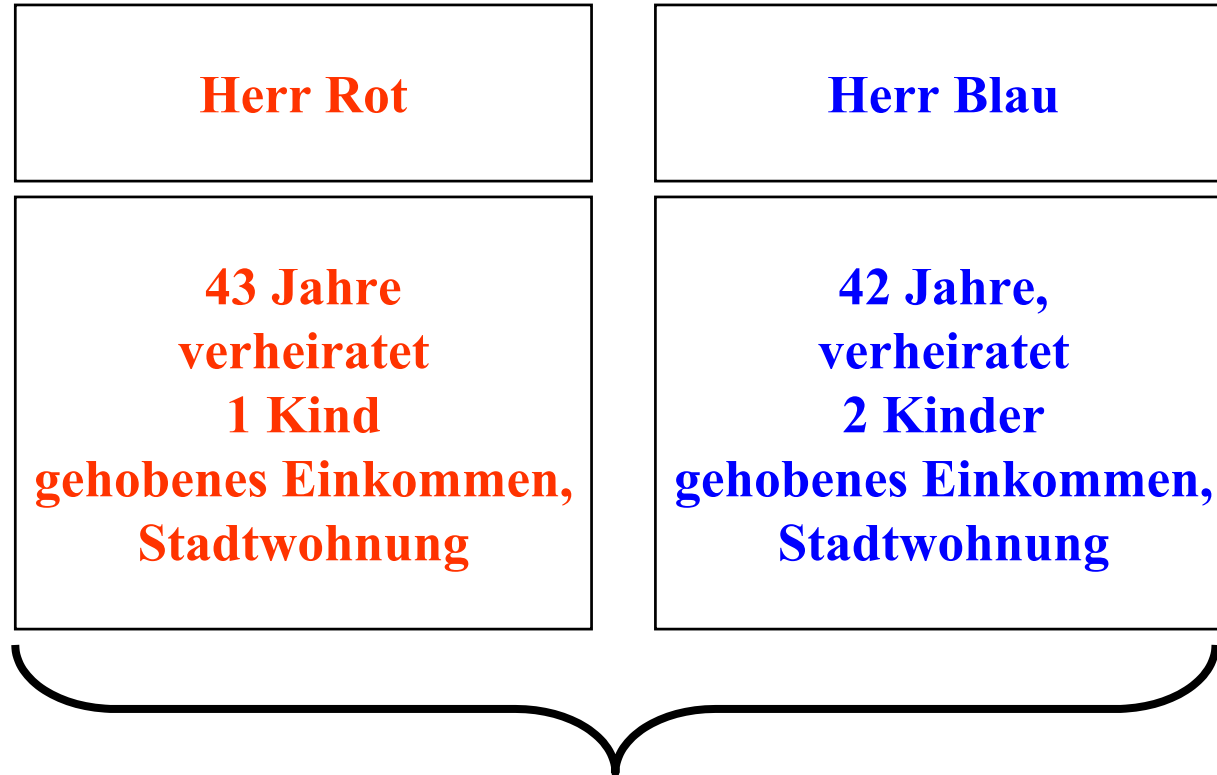 Herr Rot
Herr Blau
43 Jahre
verheiratet
1 Kind
gehobenes Einkommen,
Stadtwohnung
42 Jahre,
verheiratet
2 Kinder
gehobenes Einkommen,
Stadtwohnung